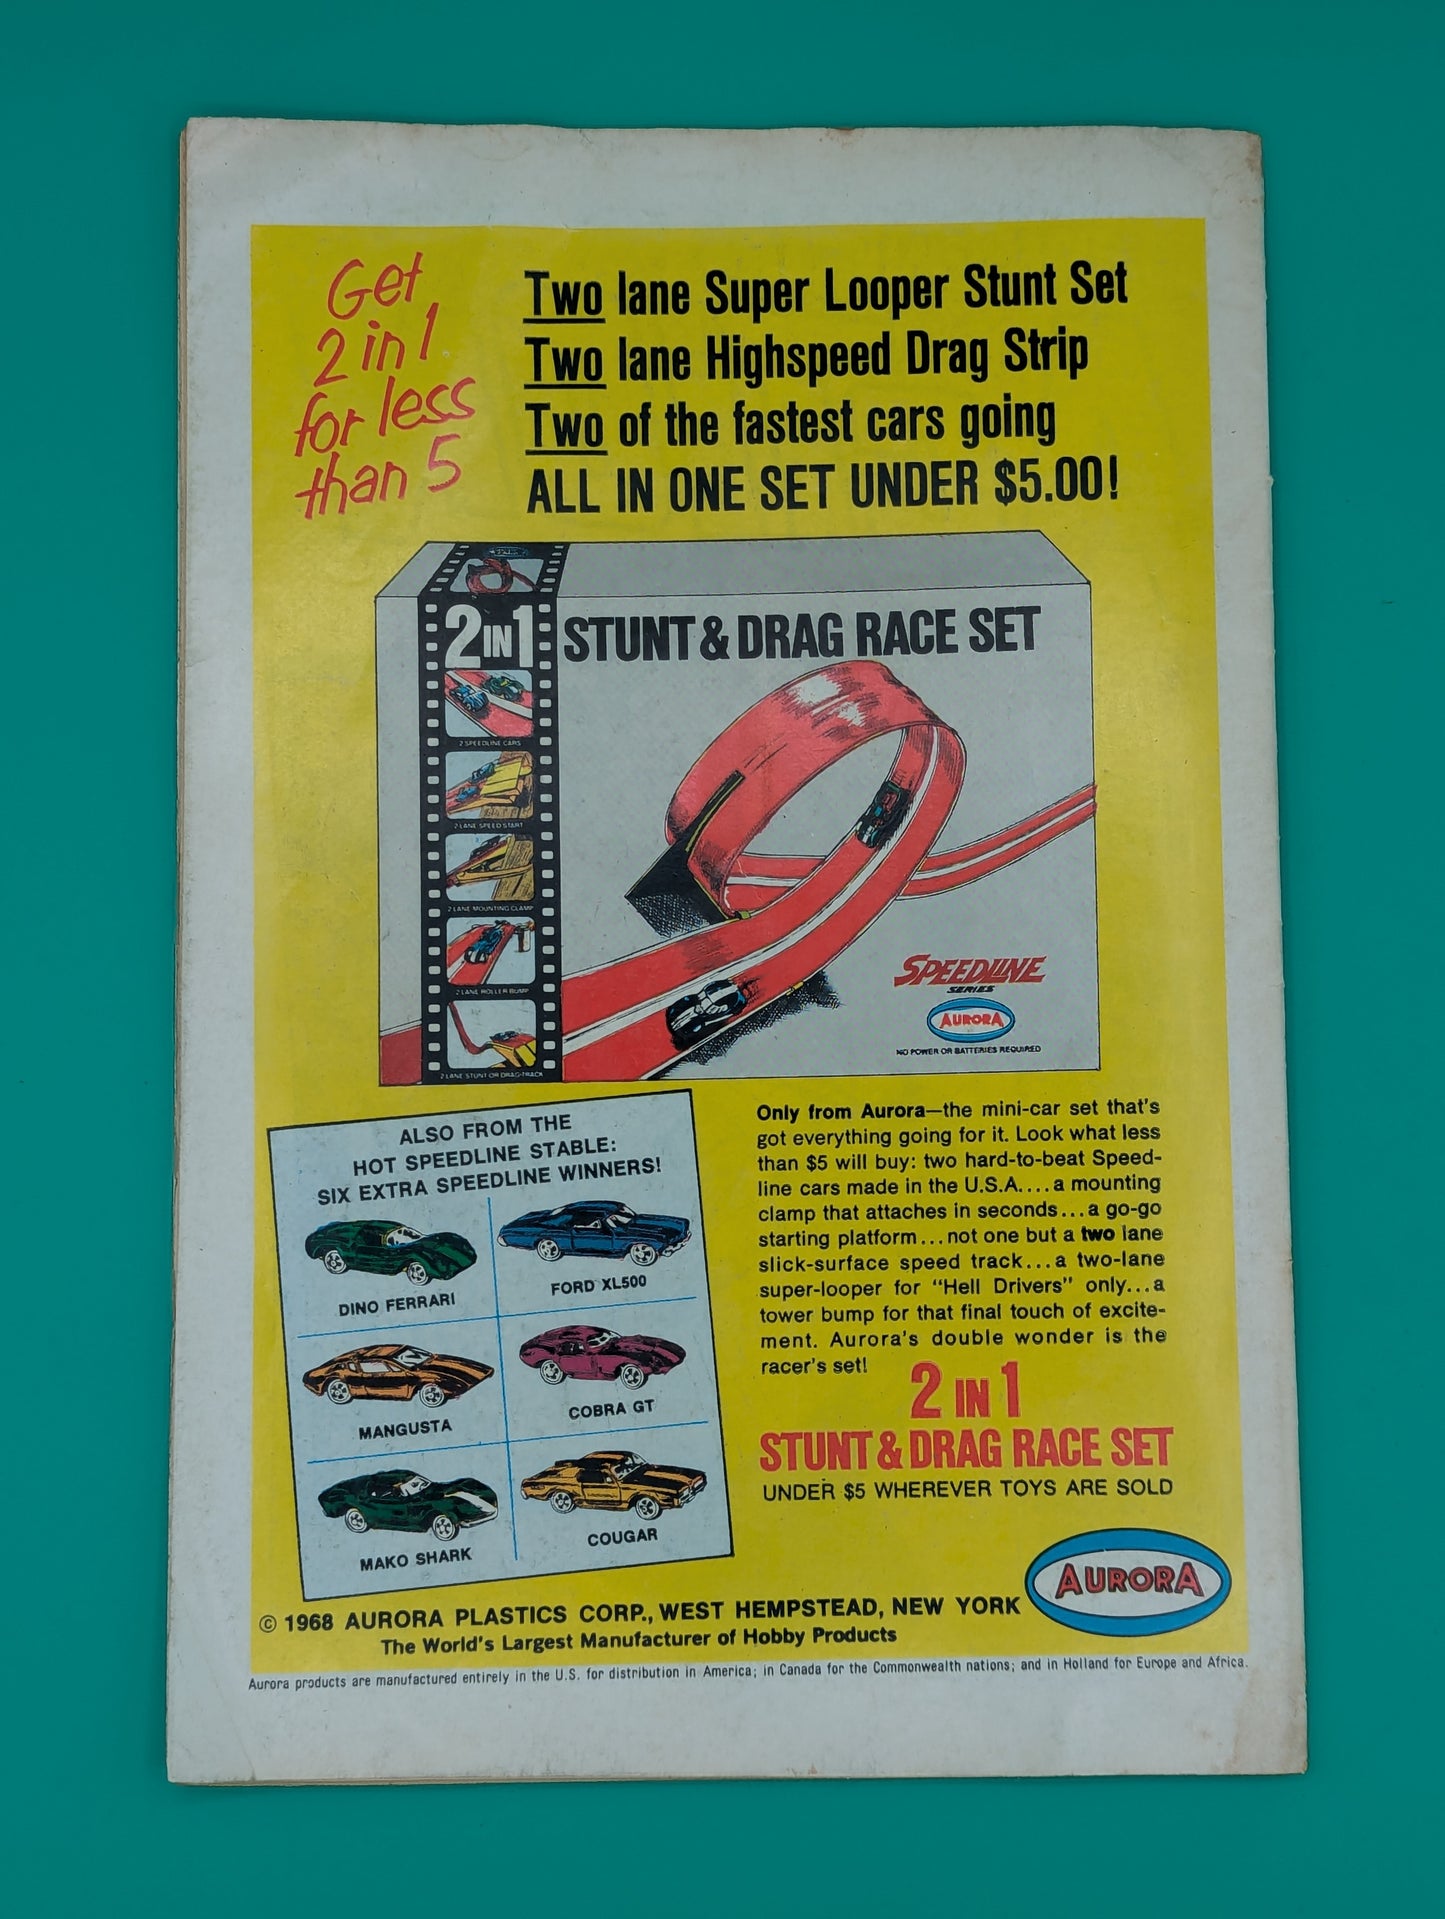 Get
2 in 1
for less
than 5
Two lane Super Looper Stunt Set
Two lane Highspeed Drag Strip
Two of the fastest cars going
ALL IN ONE SET UNDER $5.00!
2 IN 1 STUNT & DRAG RACE SET
2 SPEEDLINE CARS
2 LANE SPEED START
2 LANE MOUNTING CLAMP
2 LANE ROLLER BUMP
2 LANE STUNT OR DRAG-TRACK
SPEEDLINE
SERIES
AURORA
NO POWER OR BATTERIES REQUIRED
ALSO FROM THE
HOT SPEEDLINE STABLE:
SIX EXTRA SPEEDLINE WINNERS!
DINO FERRARI
FORD XL500
MANGUSTA
COBRA GT
MAKO SHARK
COUGAR
Only from Aurora—the mini-car set that's
got everything going for it. Look what less
than $5 will buy: two hard-to-beat Speed-
line cars made in the U.S.A....a mounting
clamp that attaches in seconds...a go-go
starting platform...not one but a two lane
slick-surface speed track...a two-lane
super-looper for "Hell Drivers" only...a
tower bump for that final touch of excite-
ment. Aurora's double wonder is the
racer's set!
2 IN 1
STUNT & DRAG RACE SET
UNDER $5 WHEREVER TOYS ARE SOLD
AURORA
© 1968 AURORA PLASTICS CORP., WEST HEMPSTEAD, NEW YORK
The World's Largest Manufacturer of Hobby Products
Aurora products are manufactured entirely in the U.S. for distribution in America; in Canada for the Commonwealth nations; and in Holland for Europe and Africa.